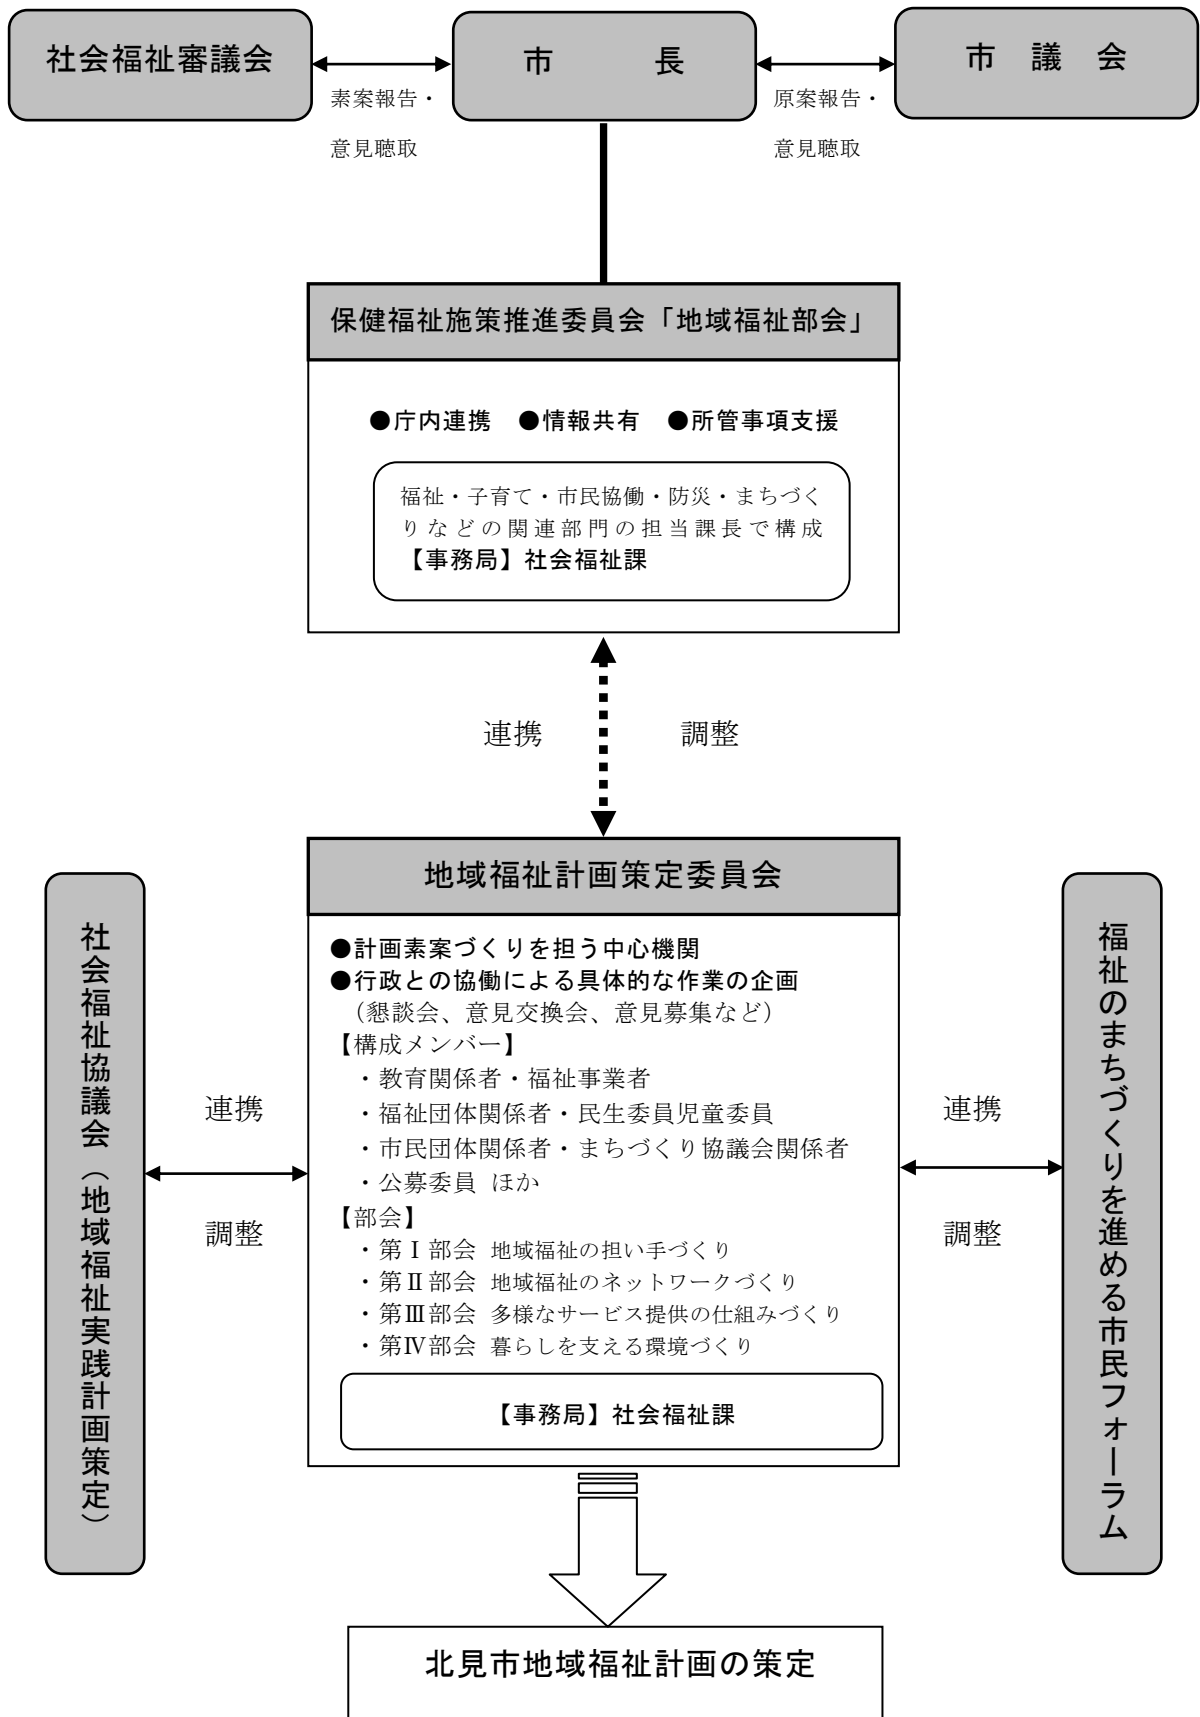 社会福祉審議会
市　　長
市　議　会
素案報告・
意見聴取
原案報告・
意見聴取
保健福祉施策推進委員会「地域福祉部会」
●庁内連携　●情報共有　●所管事項支援
福祉・子育て・市民協働・防災・まちづく
りなどの関連部門の担当課長で構成
【事務局】社会福祉課
連携　調整
地域福祉計画策定委員会
●計画素案づくりを担う中心機関
●行政との協働による具体的な作業の企画
（懇談会、意見交換会、意見募集など）
【構成メンバー】
・教育関係者・福祉事業者
・福祉団体関係者・民生委員児童委員
・市民団体関係者・まちづくり協議会関係者
・公募委員 ほか
【部会】
・第Ⅰ部会 地域福祉の担い手づくり
・第Ⅱ部会 地域福祉のネットワークづくり
・第Ⅲ部会 多様なサービス提供の仕組みづくり
・第Ⅳ部会 暮らしを支える環境づくり
【事務局】社会福祉課
社会福祉協議会（地域福祉実践計画策定）
連携
調整
連携
調整
福祉のまちづくりを進める市民フォーラム
北見市地域福祉計画の策定